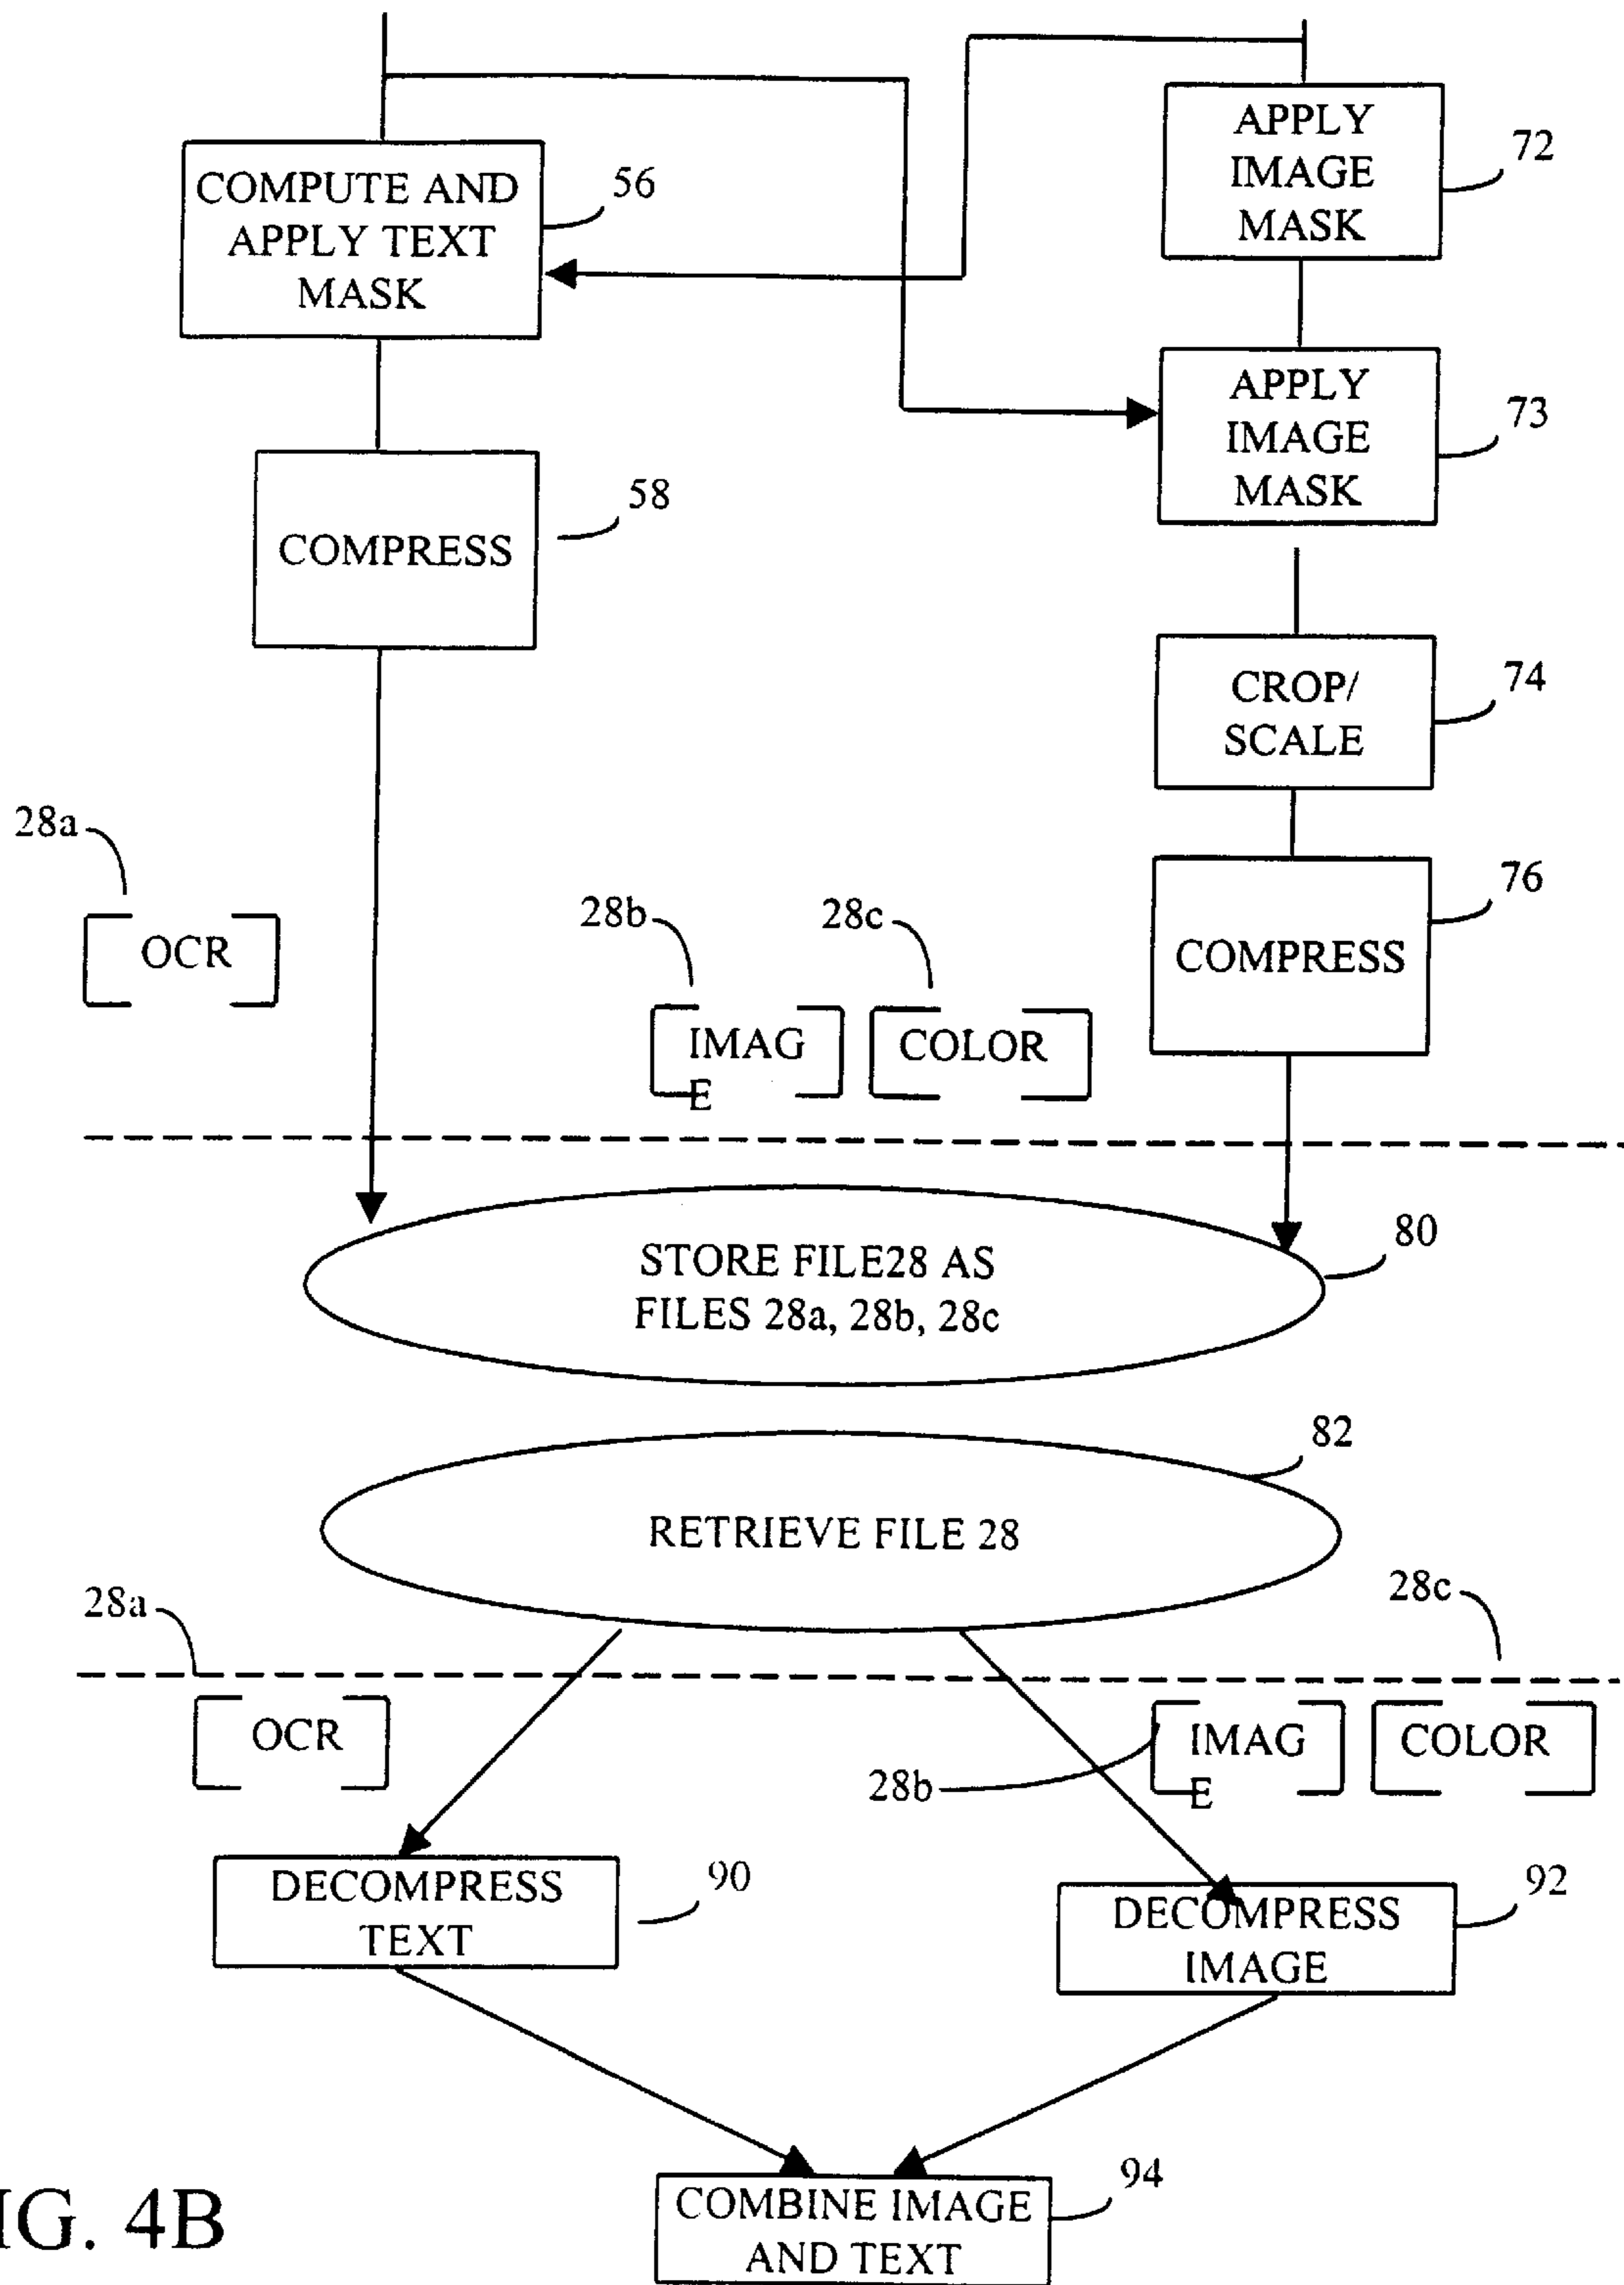 APPLY
IMAGE
MASK
72
COMPUTE AND
APPLY TEXT
MASK
56
APPLY
IMAGE
MASK
73
COMPRESS
58
CROP/
SCALE
74
28a
OCR
28b
IMAG
E
28c
COLOR
COMPRESS
76
STORE FILE28 AS
FILES 28a, 28b, 28c
80
RETRIEVE FILE 28
82
28a
OCR
28c
28b
IMAG
E
COLOR
DECOMPRESS
TEXT
90
DECOMPRESS
IMAGE
92
COMBINE IMAGE
AND TEXT
94
IG. 4B